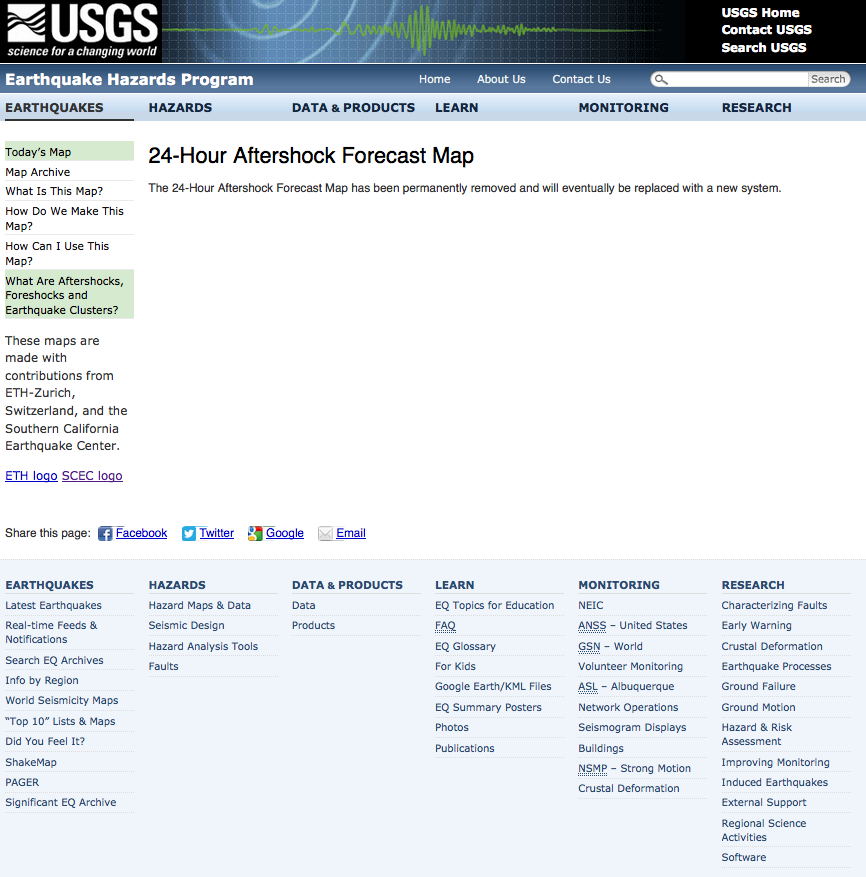 USGS
science for a changing world
USGS Home
Contact USGS
Search USGS
Earthquake Hazards Program
Home
About Us
Contact Us
Search
EARTHQUAKES
HAZARDS
DATA & PRODUCTS
LEARN
MONITORING
RESEARCH
Today's Map
Map Archive
What Is This Map?
How Do We Make This
Map?
How Can I Use This
Map?
What Are Aftershocks,
Foreshocks and
Earthquake Clusters?
These maps are
made with
contributions from
ETH-Zurich,
Switzerland, and the
Southern California
Earthquake Center.
ETH logo SCEC logo
24-Hour Aftershock Forecast Map
The 24-Hour Aftershock Forecast Map has been permanently removed and will eventually be replaced with a new system.
Share this page: Facebook Twitter Google Email
EARTHQUAKES
Latest Earthquakes
Real-time Feeds &
Notifications
Search EQ Archives
Info by Region
World Seismicity Maps
“Top 10” Lists & Maps
Did You Feel It?
ShakeMap
PAGER
Significant EQ Archive
HAZARDS
Hazard Maps & Data
Seismic Design
Hazard Analysis Tools
Faults
DATA & PRODUCTS
Data
Products
LEARN
EQ Topics for Education
FAQ
EQ Glossary
For Kids
Google Earth/KML Files
EQ Summary Posters
Photos
Publications
MONITORING
NEIC
ANSS – United States
GSN – World
Volunteer Monitoring
ASL – Albuquerque
Network Operations
Seismogram Displays
Buildings
NSMP – Strong Motion
Crustal Deformation
RESEARCH
Characterizing Faults
Early Warning
Crustal Deformation
Earthquake Processes
Ground Failure
Ground Motion
Hazard & Risk
Assessment
Improving Monitoring
Induced Earthquakes
External Support
Regional Science
Activities
Software